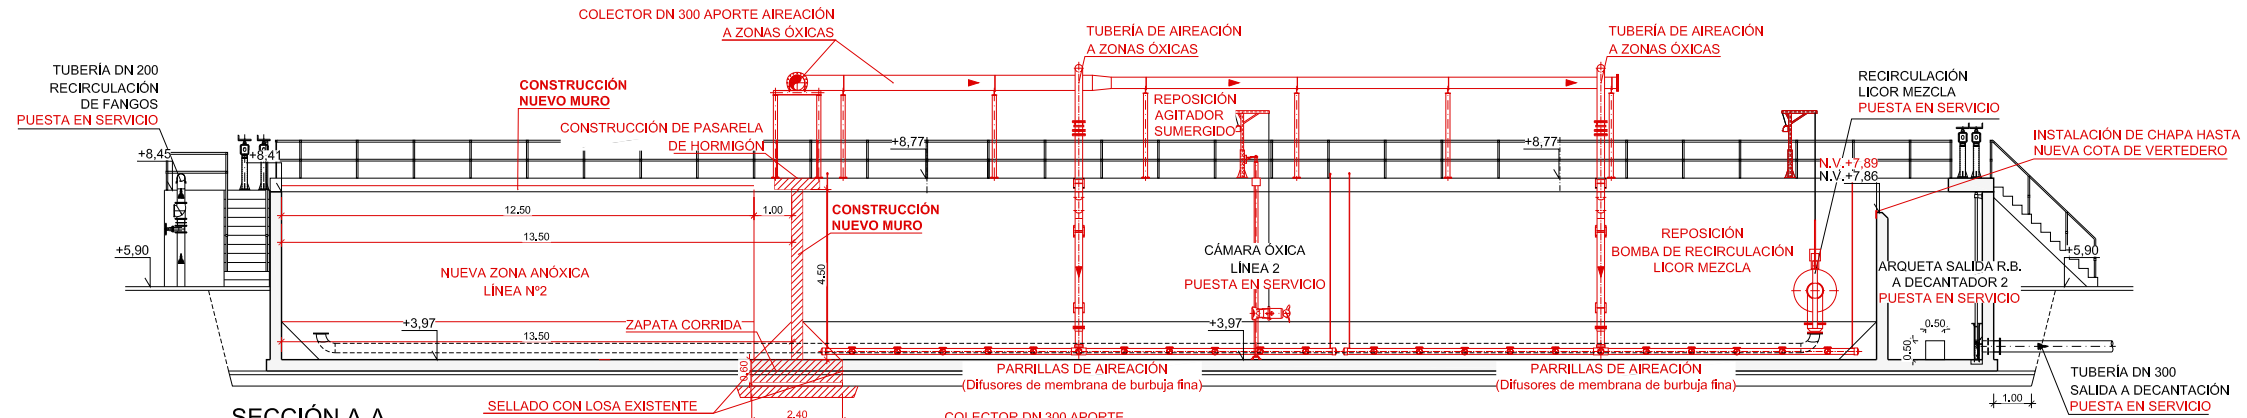 COLECTOR DN 300 APORTE AIREACIÓN
A ZONAS ÓXICAS
TUBERÍA DE AIREACIÓN
A ZONAS ÓXICAS
TUBERÍA DE AIREACIÓN
A ZONAS ÓXICAS
TUBERÍA DN 200
RECIRCULACIÓN
DE FANGOS
PUESTA EN SERVICIO
CONSTRUCCIÓN
NUEVO MURO
CONSTRUCCIÓN DE PASARELA
DE HORMIGÓN
REPOSICIÓN
AGITADOR
SUMERGIDO
RECIRCULACIÓN
LICOR MEZCLA
PUESTA EN SERVICIO
INSTALACIÓN DE CHAPA HASTA
NUEVA COTA DE VERTEDERO
+8,45
+8,41
+8,77
+8,77
N.V.+7,89
N.V.+7,86
12.50
1.00
13.50
CONSTRUCCIÓN
NUEVO MURO
4.50
+5,90
NUEVA ZONA ANÓXICA
LÍNEA Nº2
CÁMARA ÓXICA
LÍNEA 2
PUESTA EN SERVICIO
REPOSICIÓN
BOMBA DE RECIRCULACIÓN
LICOR MEZCLA
+5,90
ARQUETA SALIDA R.B.
A DECANTADOR 2
PUESTA EN SERVICIO
+3,97
ZAPATA CORRIDA
+3,97
13.50
0.50
0.50
0,60
PARRILLAS DE AIREACIÓN
(Difusores de membrana de burbuja fina)
PARRILLAS DE AIREACIÓN
(Difusores de membrana de burbuja fina)
TUBERÍA DN 300
SALIDA A DECANTACIÓN
PUESTA EN SERVICIO
1.00
SELLADO CON LOSA EXISTENTE
2.40
SECCIÓN A-A
COLECTOR DN 300 APORTE